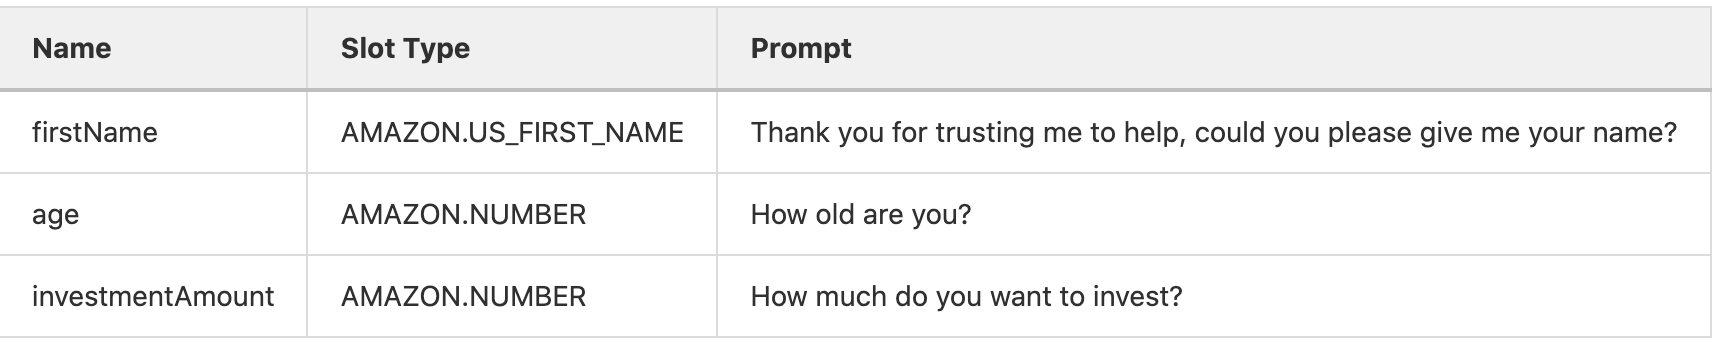 Name Slot Type Prompt
firstName AMAZON.US_FIRST_NAME Thank you for trusting me to help, could you please give me your name?
age AMAZON.NUMBER How old are you?
investmentAmount AMAZON.NUMBER How much do you want to invest?